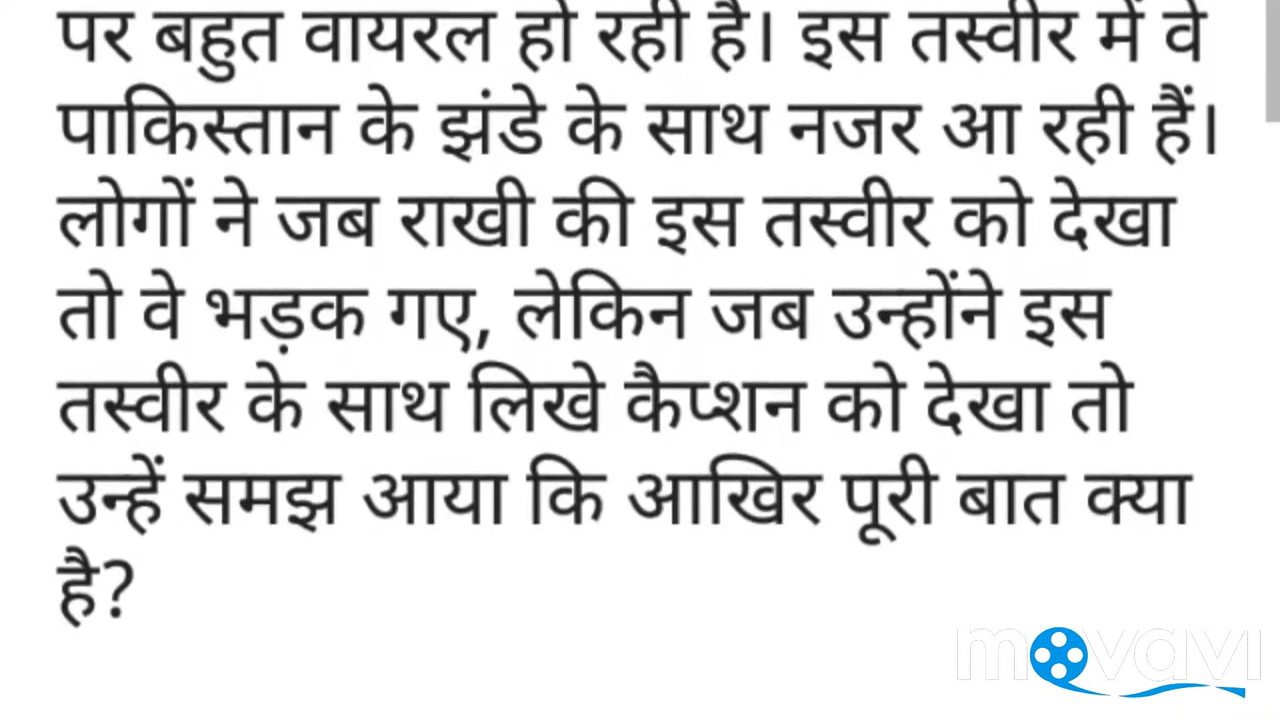 पर बहुत वायरल हो रही है। इस तस्वीर में वे
पाकिस्तान के झंडे के साथ नजर आ रही हैं।
लोगों ने जब राखी की इस तस्वीर को देखा
तो वे भड़क गए, लेकिन जब उन्होंने इस
तस्वीर के साथ लिखे कैप्शन को देखा तो
उन्हें समझ आया कि आखिर पूरी बात क्या
है?
movavi